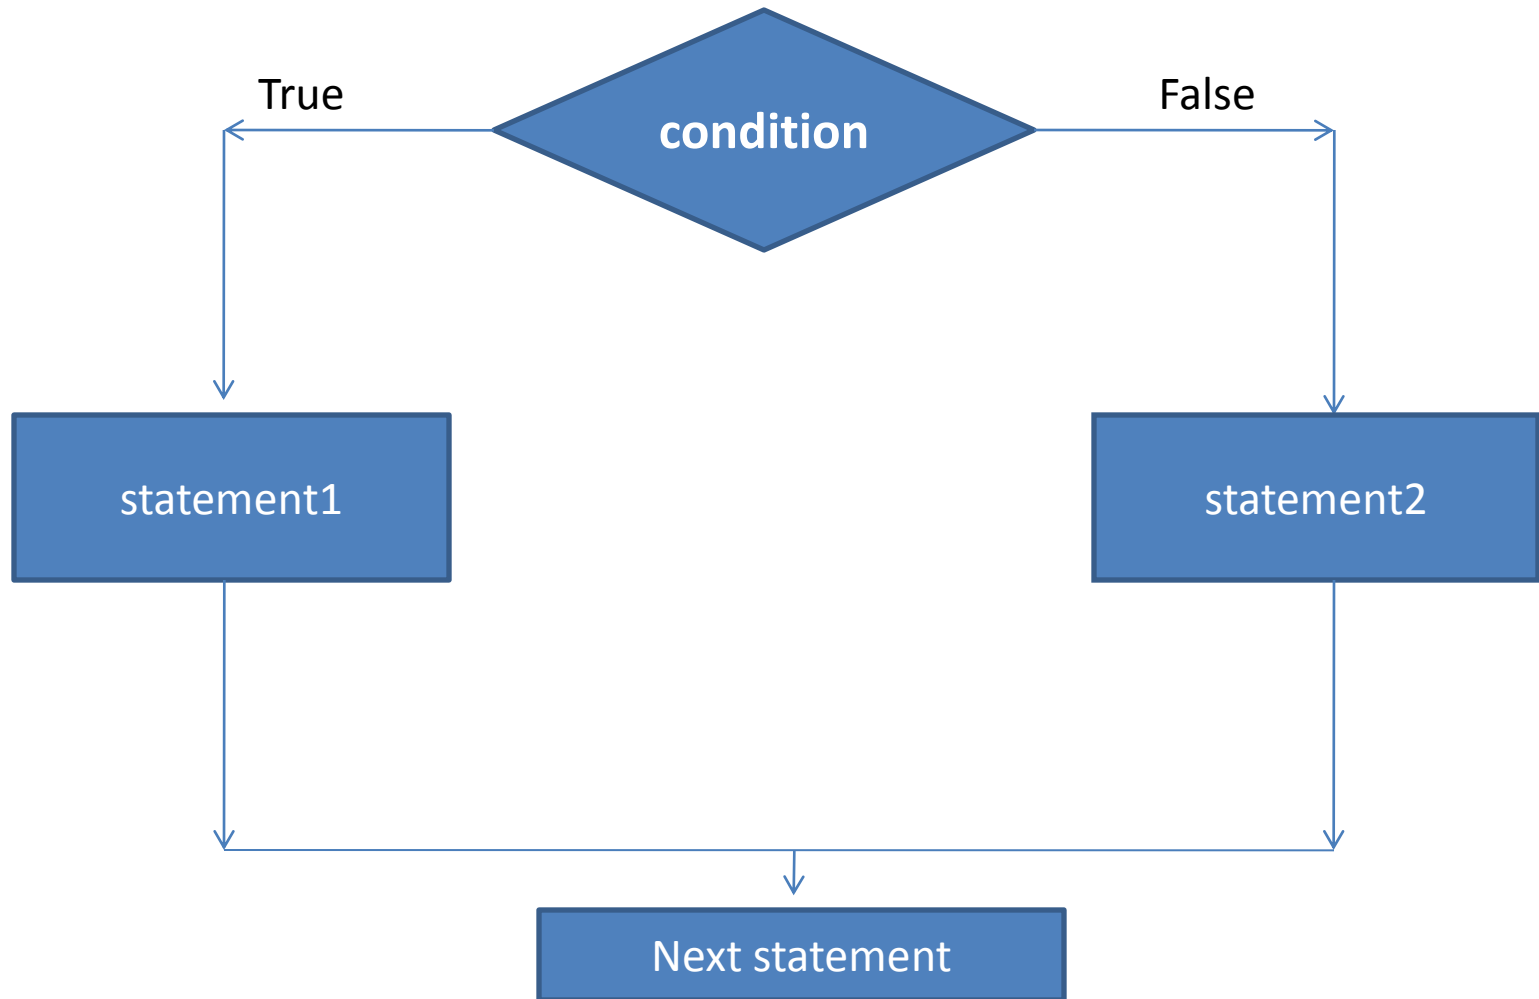 True
False
condition
statement1
statement2
Next statement